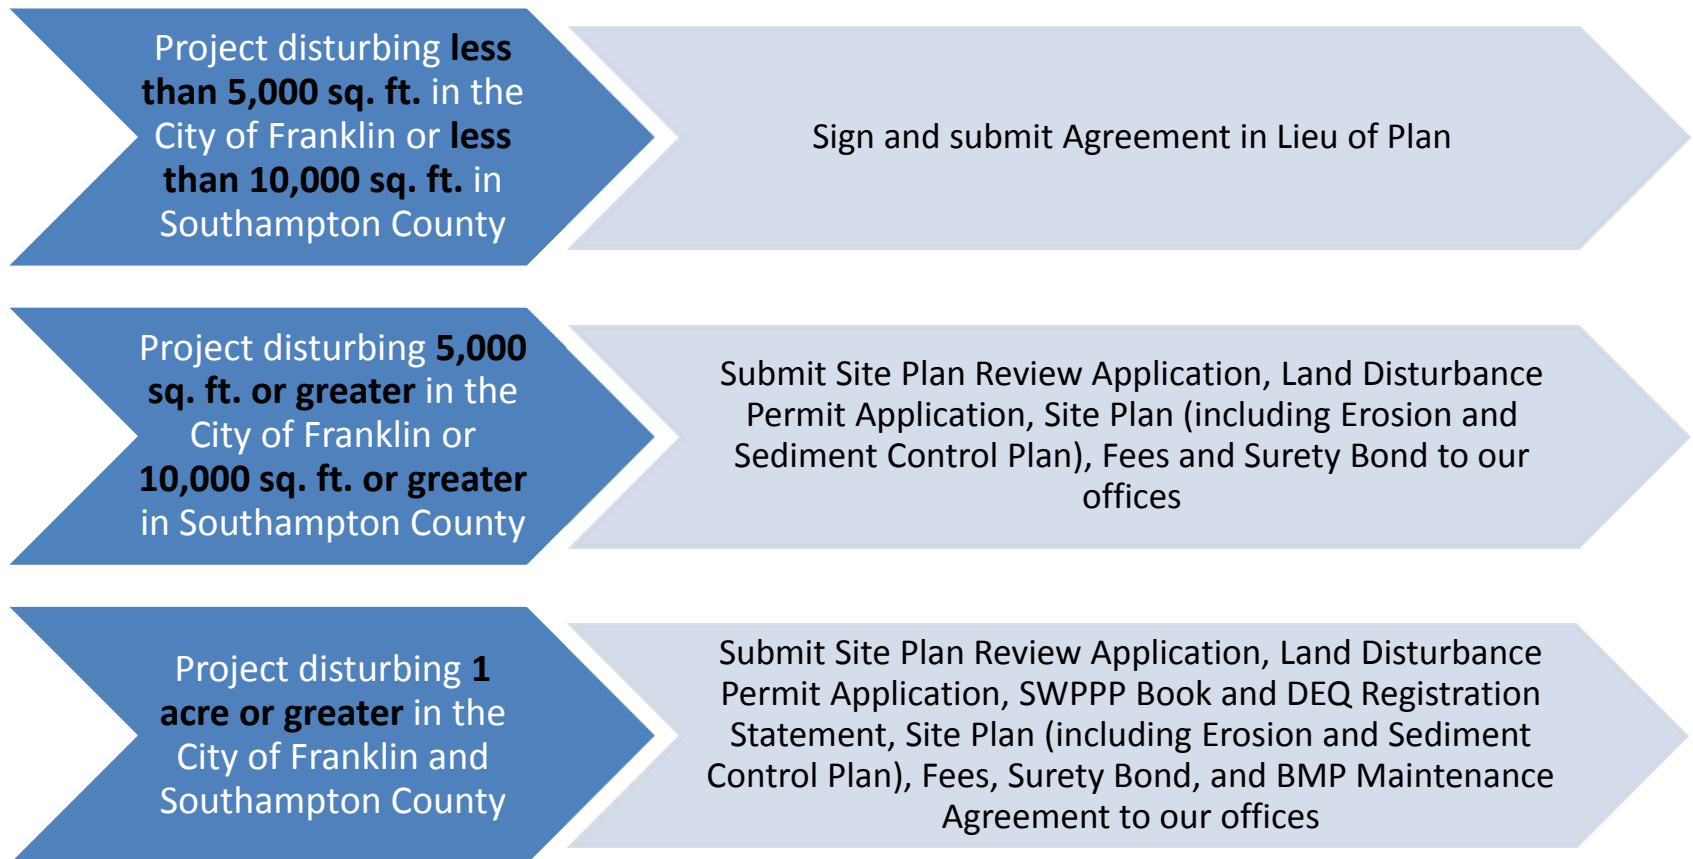 Project disturbing less
than 5,000 sq. ft. in the
City of Franklin or less
than 10,000 sq. ft. in
Southampton County
Sign and submit Agreement in Lieu of Plan
Project disturbing 5,000
sq. ft. or greater in the
City of Franklin or
10,000 sq. ft. or greater
in Southampton County
Submit Site Plan Review Application, Land Disturbance
Permit Application, Site Plan (including Erosion and
Sediment Control Plan), Fees and Surety Bond to our
offices
Project disturbing 1
acre or greater in the
City of Franklin and
Southampton County
Submit Site Plan Review Application, Land Disturbance
Permit Application, SWPPP Book and DEQ Registration
Statement, Site Plan (including Erosion and Sediment
Control Plan), Fees, Surety Bond, and BMP Maintenance
Agreement to our offices